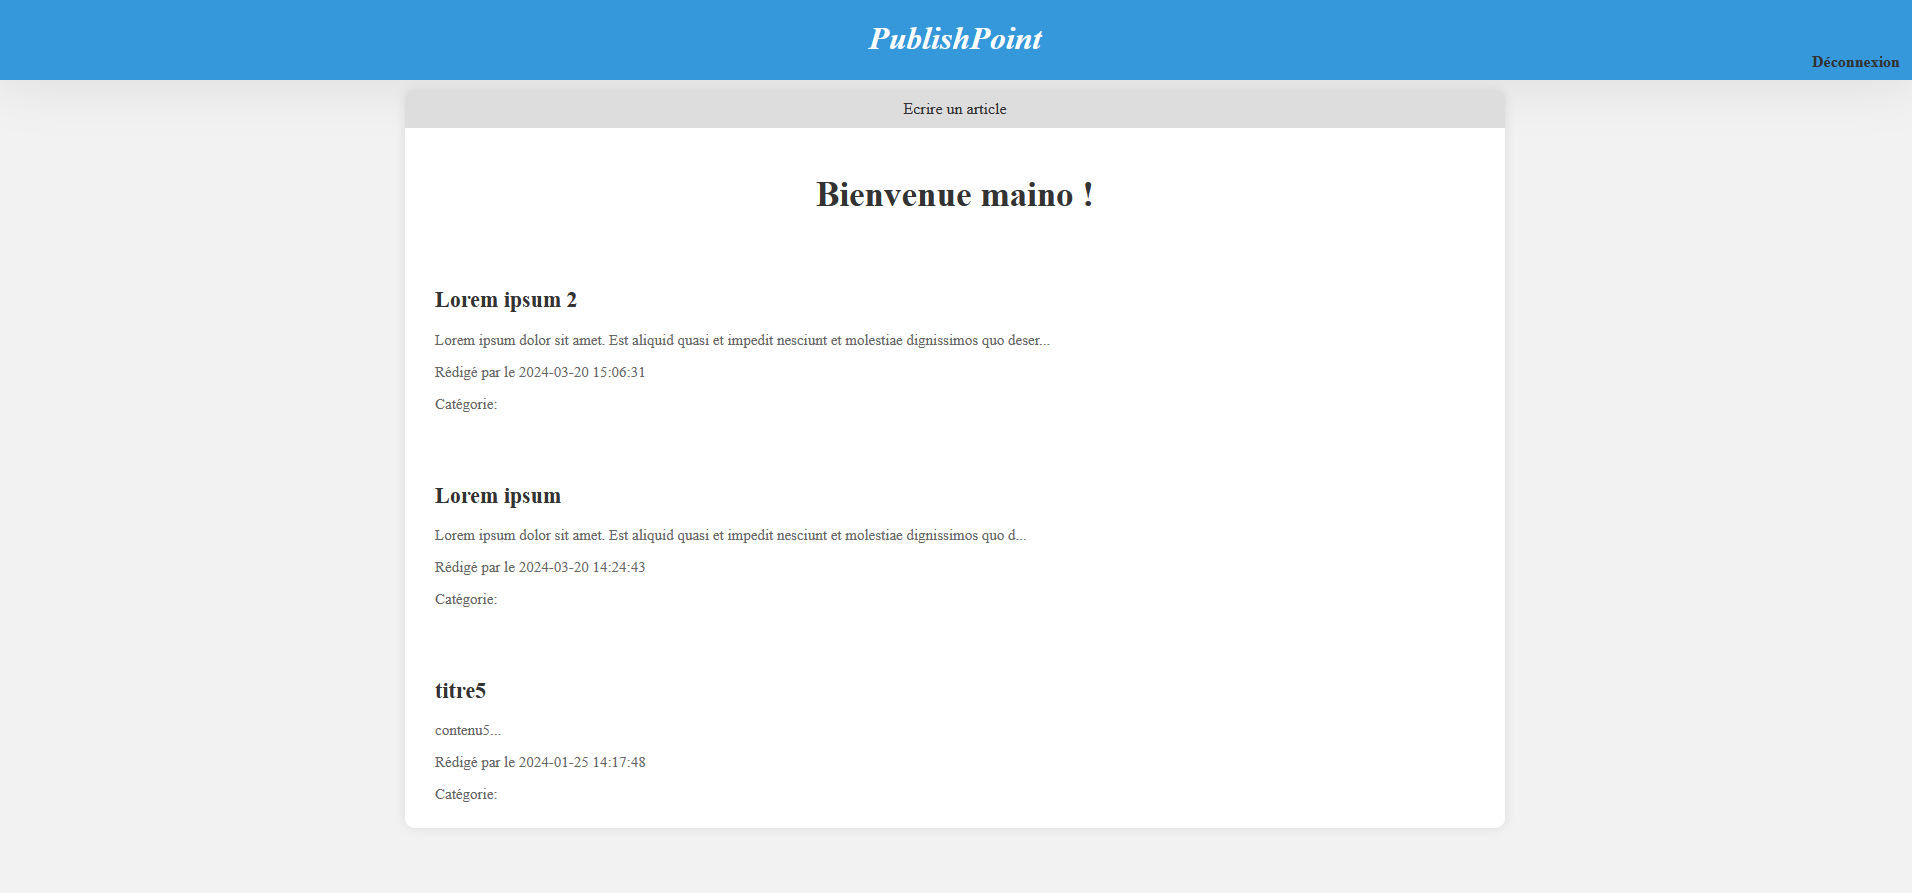 PublishPoint
Déconnexion
Ecrire un article
Bienvenue maino !
Lorem ipsum 2
Lorem ipsum dolor sit amet. Est aliquid quasi et impedit nesciunt et molestiae dignissimos quo deser...
Rédigé par le 2024-03-20 15:06:31
Catégorie:
Lorem ipsum
Lorem ipsum dolor sit amet. Est aliquid quasi et impedit nesciunt et molestiae dignissimos quo d...
Rédigé par le 2024-03-20 14:24:43
Catégorie:
titre5
contenu5...
Rédigé par le 2024-01-25 14:17:48
Catégorie: